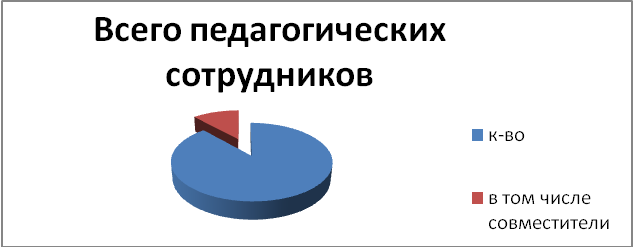 Всего педагогических
сотрудников
к-во
в том числе
совместители